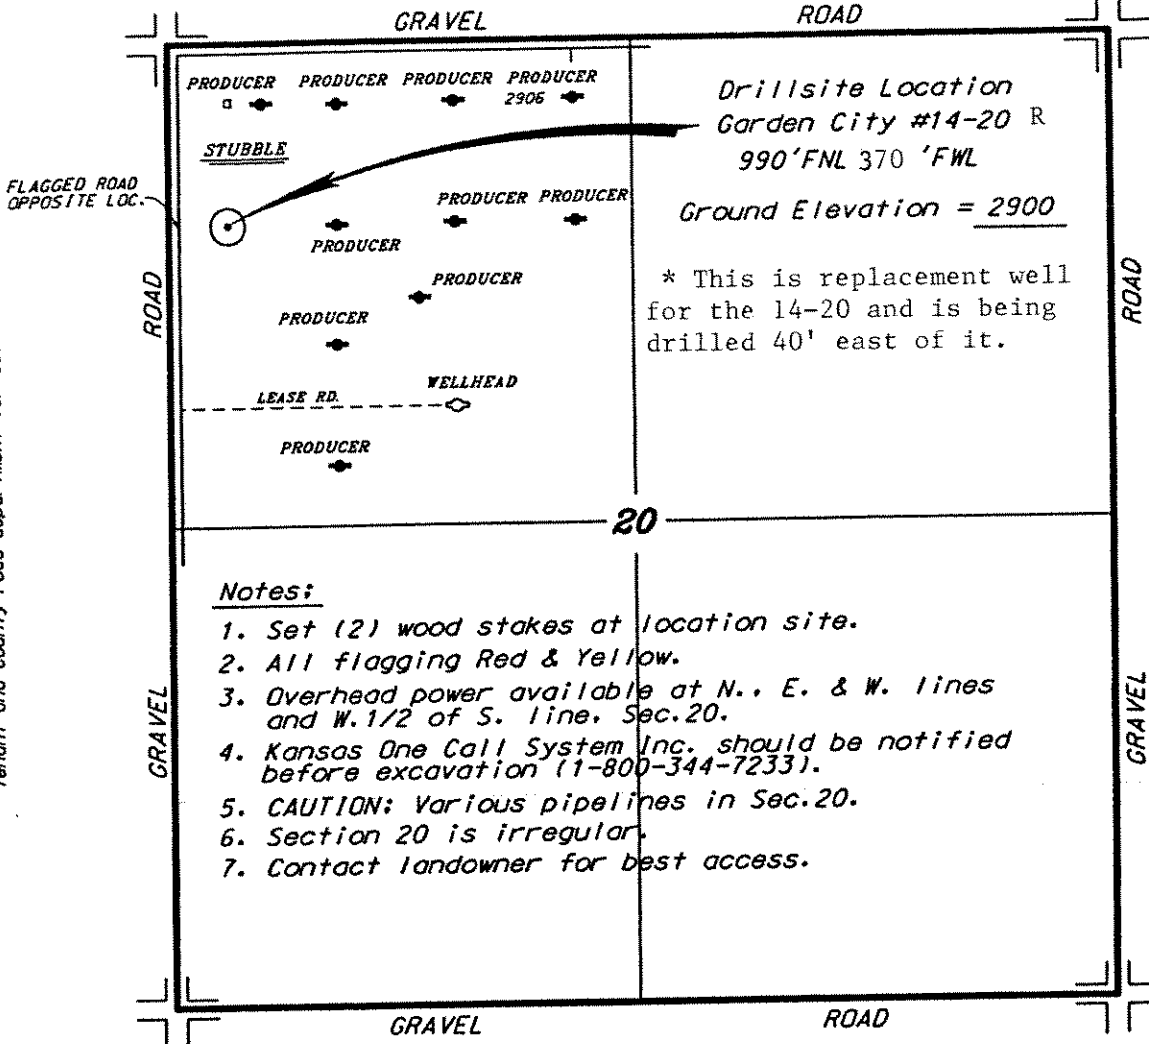 GRAVEL ROAD
PRODUCER PRODUCER PRODUCER PRODUCER
2906
STUBBLE
FLAGGED ROAD
OPPOSITE LOC.
Drillsite Location
Garden City #14-20 R
990'FNL 370 'FWL
Ground Elevation = 2900
* This is replacement well
for the 14-20 and is being
drilled 40' east of it.
PRODUCER PRODUCER
PRODUCER
PRODUCER
PRODUCER
WELLHEAD
LEASE RD.
PRODUCER
ROAD
ROAD
20
Notes:
1. Set (2) wood stakes at location site.
2. All flagging Red & Yellow.
3. Overhead power available at N., E. & W. lines
and W.1/2 of S. line. Sec.20.
4. Kansas One Call System Inc. should be notified
before excavation (1-800-344-7233).
5. CAUTION: Various pipelines in Sec.20.
6. Section 20 is irregular.
7. Contact landowner for best access.
GRAVEL
GRAVEL
and county road department
GRAVEL ROAD